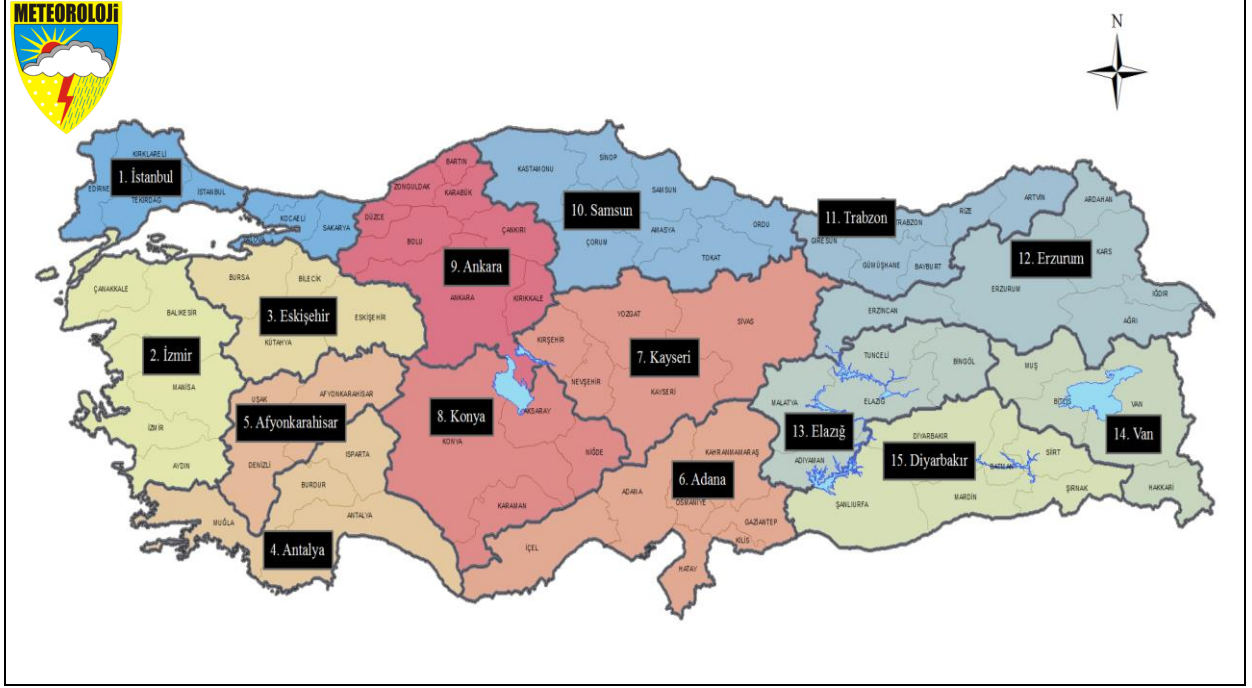 METEOROLOJİ
N
KIRKLARELİ
1. İstanbul
EDİRNE
İSTANBUL
TEKİRDAĞ
KOCAELİ
SAKARYA
BARTIN
ZONGULDAK
KARABÜK
DÜZCE
ÇANKIRI
BOLU
9. Ankara
ANKARA
KIRIKKALE
KASTAMONU
SİNOP
SAMSUN
10. Samsun
ORDU
AMASYA
ÇORUM
TOKAT
11. Trabzon
TRABZON
RİZE
ARTVİN
GİRESUN
GÜMÜŞHANE
BAYBURT
ARDAHAN
KARS
12. Erzurum
ERZURUM
IĞDIR
AĞRI
ERZİNCAN
BURSA
BİLECİK
3. Eskişehir
ESKİŞEHİR
KÜTAHYA
ÇANAKKALE
BALIKESİR
2. İzmir
MANİSA
İZMİR
AYDIN
UŞAK
AFYONKARAHİSAR
5. Afyonkarahisar
DENİZLİ
ISPARTA
BURDUR
ANTALYA
MUĞLA
4. Antalya
YOZGAT
SİVAS
KIRŞEHİR
7. Kayseri
NEVŞEHİR
KAYSERİ
8. Konya
AKSARAY
KONYA
NİĞDE
KARAMAN
KAHRAMANMARAŞ
6. Adana
ADANA
OSMANİYE
GAZİANTEP
KİLİS
İÇEL
HATAY
TUNCELİ
BİNGÖL
MALATYA
ELAZIĞ
13. Elazığ
ADIYAMAN
MUŞ
BİTLİS
VAN
14. Van
HAKKARİ
DİYARBAKIR
15. Diyarbakır
BATMAN
SİİRT
ŞIRNAK
MARDİN
ŞANLIURFA